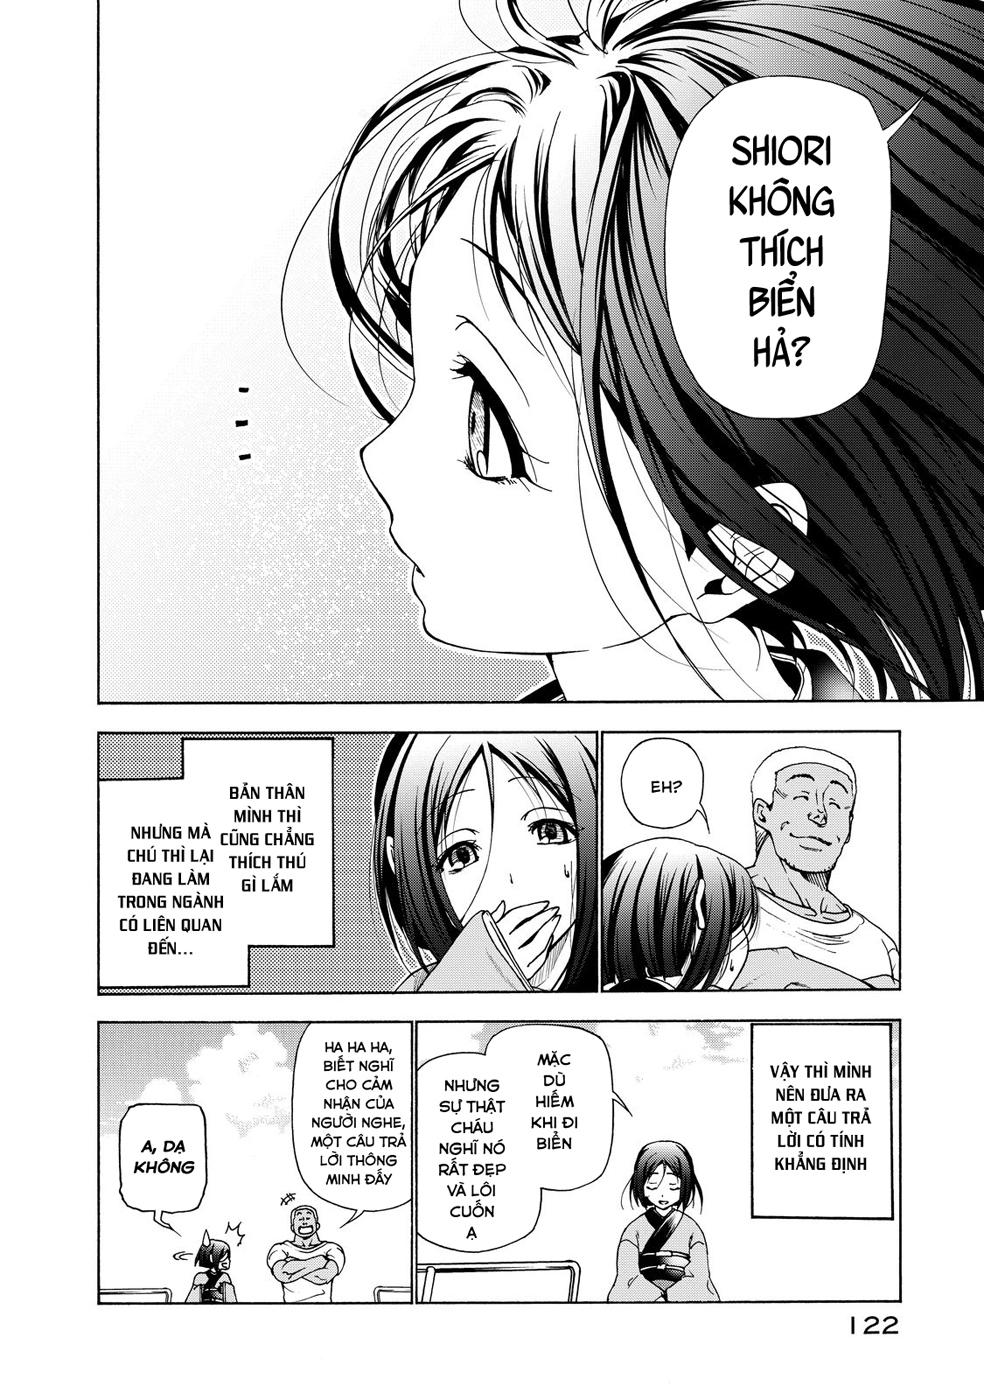 SHIORI
KHÔNG
THÍCH
BIỂN
HẢ?
EH?
BẢN THÂN
MÌNH THÌ
CŨNG CHẲNG
THÍCH THÚ
GÌ LẮM
NHƯNG MÀ
CHÚ THÌ LẠI
ĐANG LÀM
TRONG NGÀNH
CÓ LIÊN QUAN
ĐẾN...
VẬY THÌ MÌNH
NÊN ĐƯA RA
MỘT CÂU TRẢ
LỜI CÓ TÍNH
KHẲNG ĐỊNH
MẶC
DÙ
HIẾM
KHI ĐI
BIỂN
NHƯNG
SỰ THẬT
CHÁU
NGHĨ NÓ
RẤT ĐẸP
VÀ LÔI
CUỐN
Ạ
HA HA HA,
BIẾT NGHĨ
CHO CẢM
NHẬN CỦA
NGƯỜI NGHE,
MỘT CÂU TRẢ
LỜI THÔNG
MINH ĐẤY
A, DẠ
KHÔNG
122